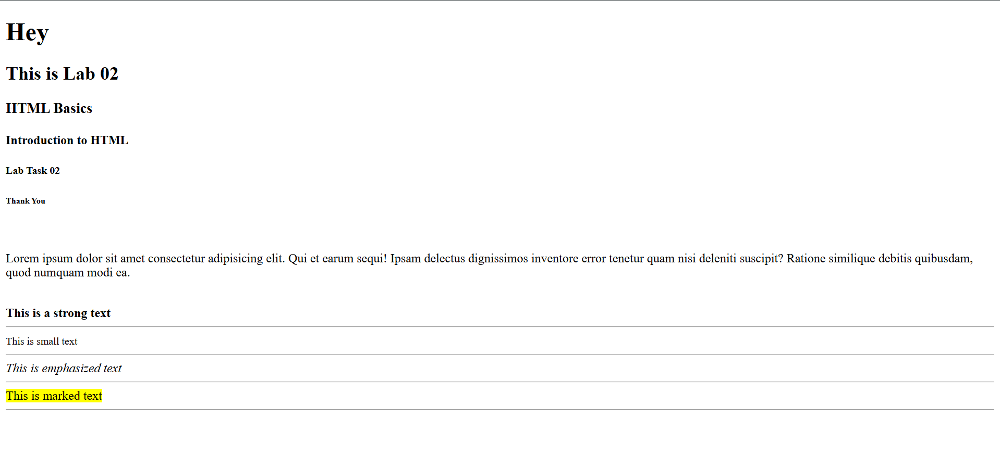 Hey
This is Lab 02
HTML Basics
Introduction to HTML
Lab Task 02
Thank You
Lorem ipsum dolor sit amet consectetur adipisicing elit. Qui et earum sequi! Ipsam delectus dignissimos inventore error tenetur quam nisi deleniti suscipit? Ratione similique debitis quibusdam,
quod numquam modi ea.
This is a strong text
This is small text
This is emphasized text
This is marked text